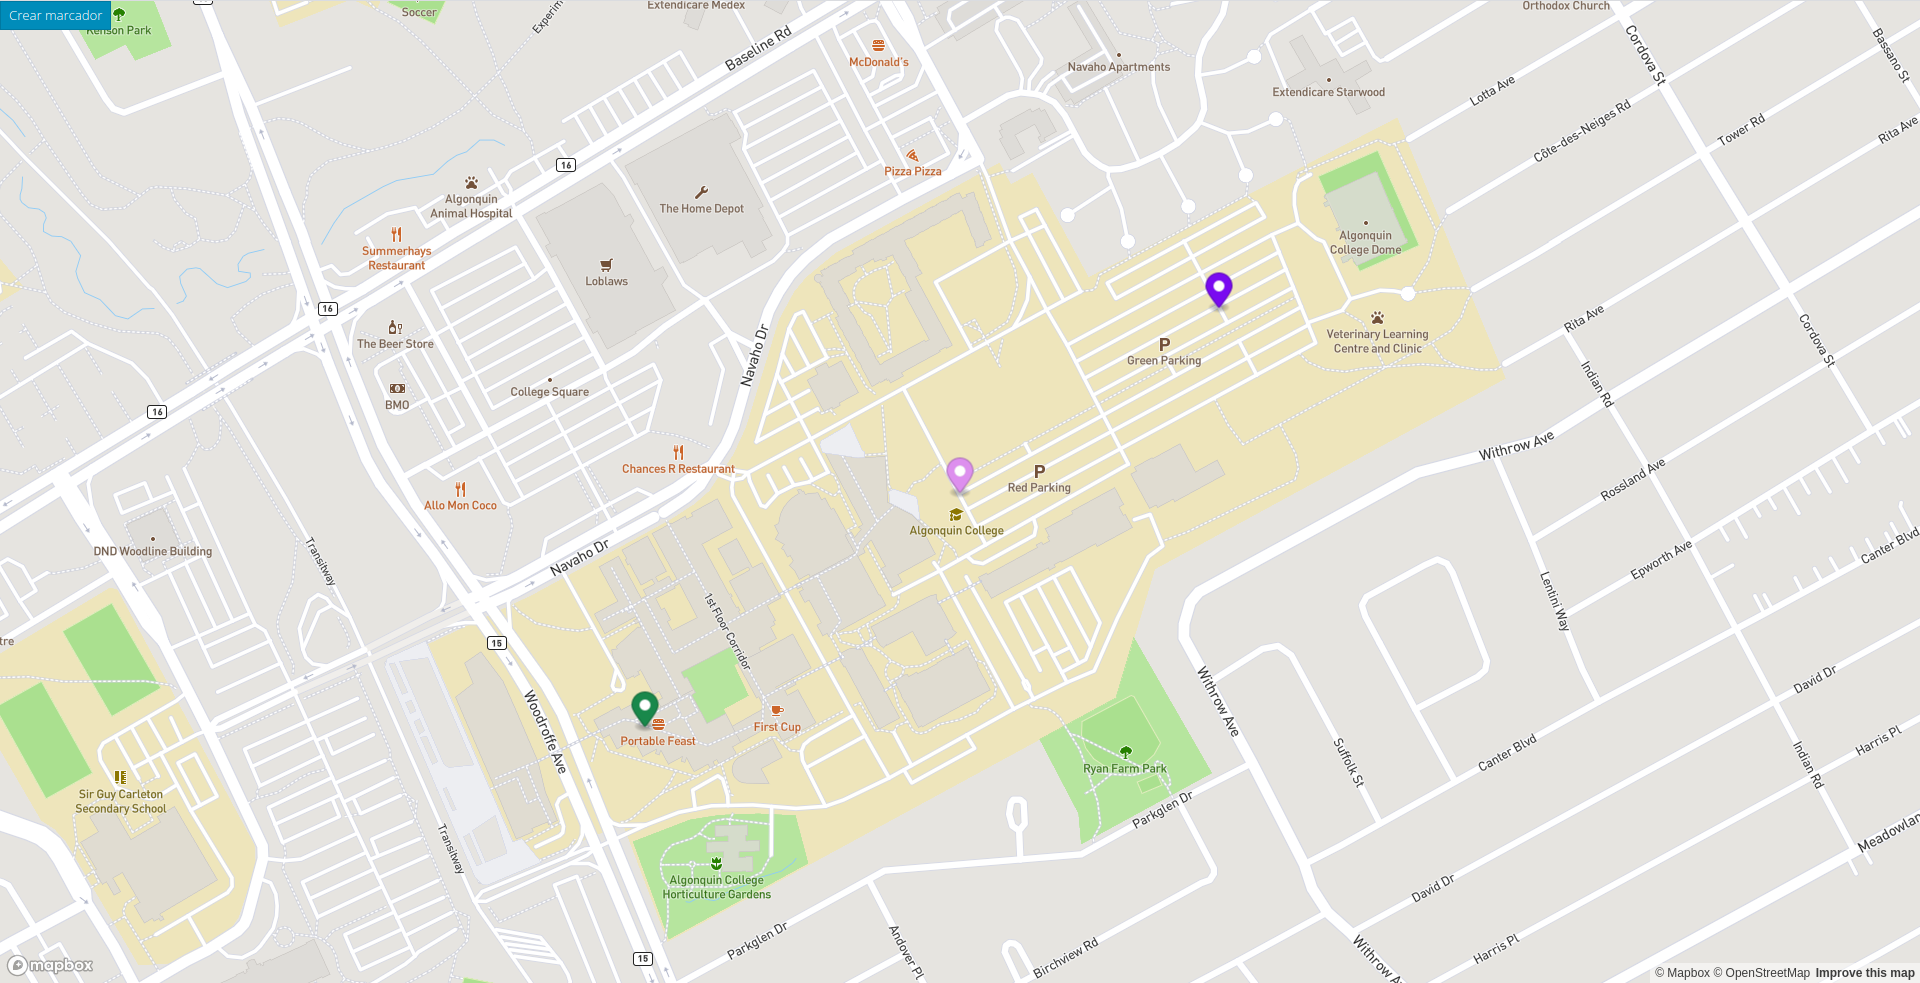 Crear marcador
Kenson Park
Soccer
Experim
Extendicare Medex
Orthodox Church
Baseline Rd
McDonald's
Navaho Apartments
Extendicare Starwood
Cordova St
Bassano St
Lotta Ave
Côte-des-Neiges Rd
Tower Rd
Rita Ave
16
Pizza Pizza
Algonquin
Animal Hospital
The Home Depot
Summerhays
Restaurant
Loblaws
Algonquin
College Dome
16
The Beer Store
Navaho Dr
P
Green Parking
Veterinary Learning
Centre and Clinic
Rita Ave
Cordova St
College Square
BMO
16
Indian Rd
Withrow Ave
Chances R Restaurant
P
Red Parking
Rossland Ave
Allo Mon Coco
Algonquin College
DND Woodline Building
Transitway
Navaho Dr
Epworth Ave
Canter Blvd
Lentini Way
1st Floor Corridor
tre
15
David Dr
Woodroffe Ave
Withrow Ave
First Cup
Portable Feast
Ryan Farm Park
Suffolk St
Canter Blvd
Harris Pl
Indian Rd
Sir Guy Carleton
Secondary School
Parkglen Dr
Transitway
Meadowlan
Algonquin College
Horticulture Gardens
David Dr
Parkglen Dr
Andover Pl
Birchview Rd
Withrow A
Harris Pl
15
mapbox
© Mapbox © OpenStreetMap Improve this map